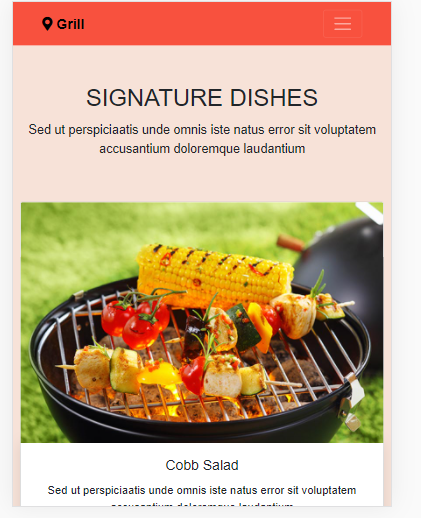 Grill
SIGNATURE DISHES
Sed ut perspiciaatis unde omnis iste natus error sit voluptatem
accusantium doloremque laudantium
Cobb Salad
Sed ut perspiciaatis unde omnis iste natus error sit voluptatem